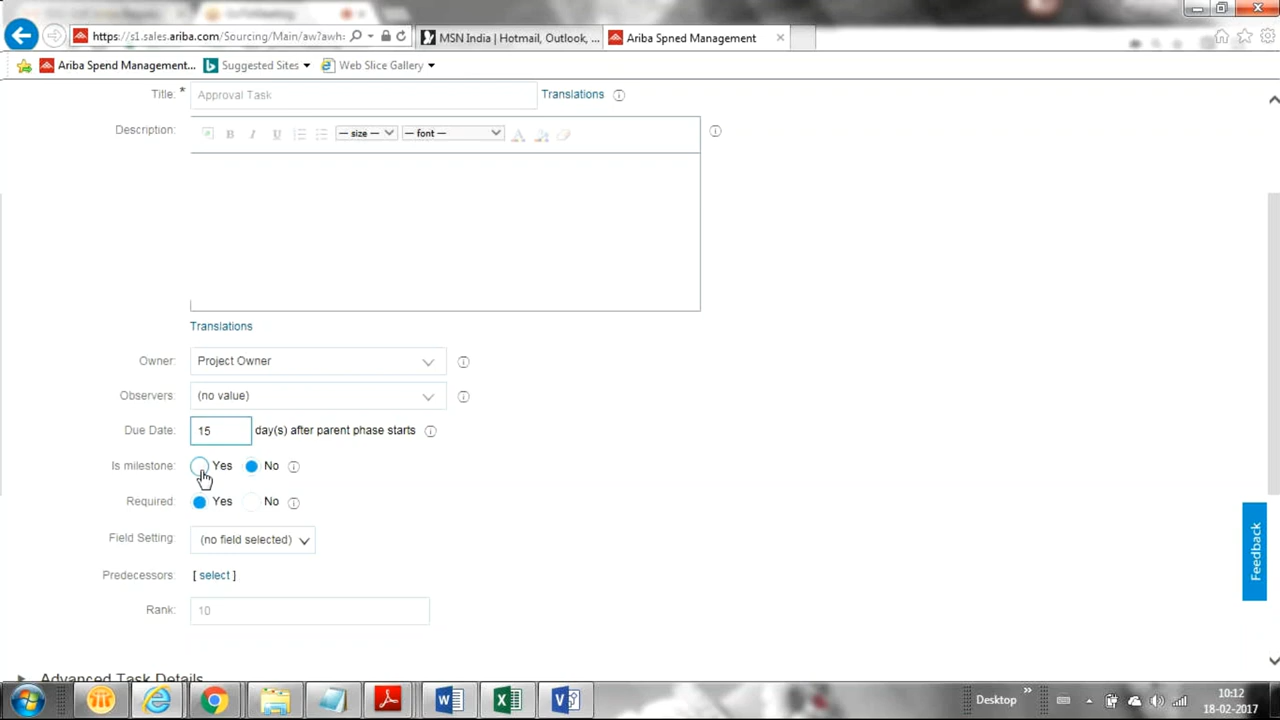 https://s1.sales.ariba.com/Sourcing/Main/aw?awh
MSN India | Hotmail, Outlook, ...
Ariba Spned Management
Ariba Spend Management...
Suggested Sites
Web Slice Gallery
Title: *
Approval Task
Translations
Description:
B I U
— size —
— font —
A
Translations
Owner:
Project Owner
Observers:
(no value)
Due Date:
15
day(s) after parent phase starts
Is milestone:
Yes
No
Required:
Yes
No
Field Setting:
(no field selected)
Predecessors:
[ select ]
Rank:
10
Feedback
Advanced Task Details
Desktop
10:12
18-02-2017